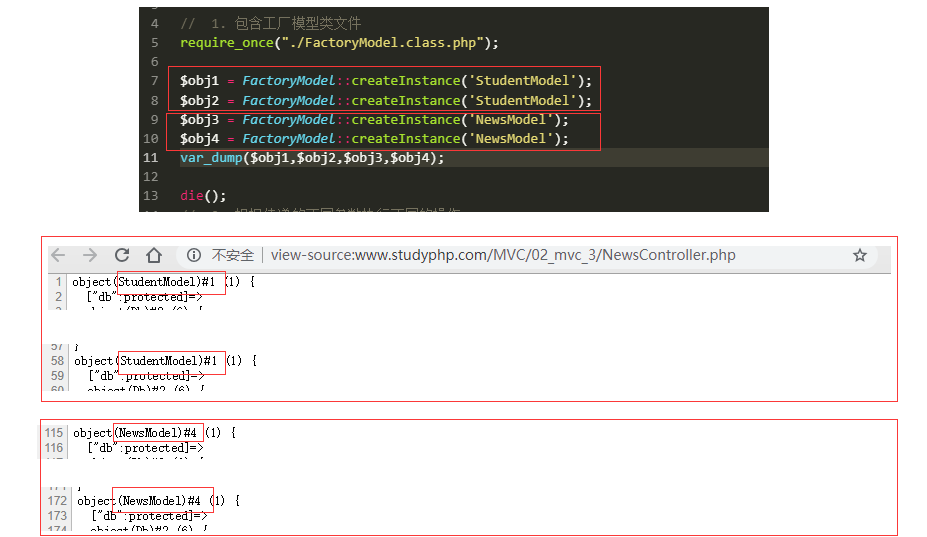 4 // 1. 包含工厂模型类文件
5 require_once("./FactoryModel.class.php");
6
7 $obj1 = FactoryModel::createInstance('StudentModel');
8 $obj2 = FactoryModel::createInstance('StudentModel');
9 $obj3 = FactoryModel::createInstance('NewsModel');
10 $obj4 = FactoryModel::createInstance('NewsModel');
11 var_dump($obj1,$obj2,$obj3,$obj4);
12
13 die();
不安全 view-source:www.studyphp.com/MVC/02_mvc_3/NewsController.php
1 object(StudentModel)#1 (1) {
2 ["db":protected]=>
57 }
58 object(StudentModel)#1 (1) {
59 ["db":protected]=>
60 object(Db)#2 (6) {
115 object(NewsModel)#4 (1) {
116 ["db":protected]=>
172 object(NewsModel)#4 (1) {
173 ["db":protected]=>
174 object(Db)#2 (6) {